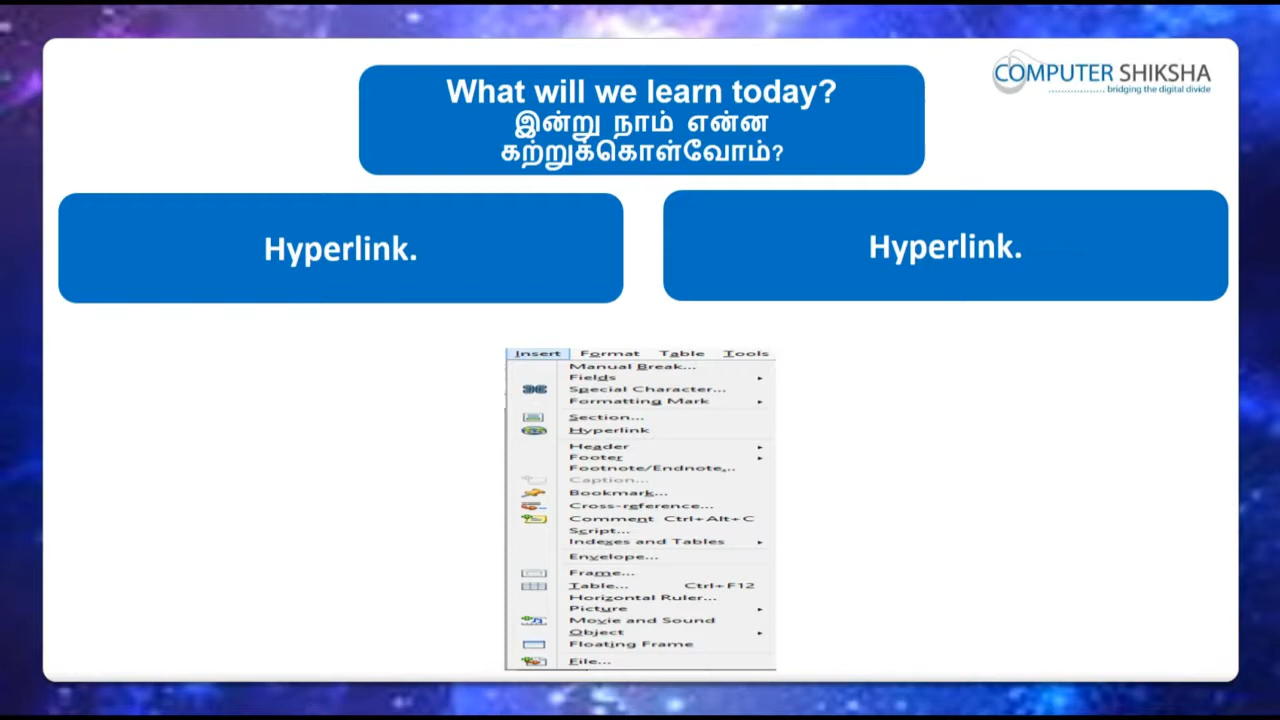 What will we learn today?
இன்று நாம் என்ன
கற்றுக்கொள்வோம்?
COMPUTER SHIKSHA
bridging the digital divide
Hyperlink.
Hyperlink.
Insert Format Table Tools
Manual Break...
Fields
Special Character...
Formatting Mark
Section...
Hyperlink
Header
Footer
Footnote/Endnote...
Caption...
Bookmark...
Cross-reference...
Comment Ctrl+Alt+C
Script...
Indexes and Tables
Envelope...
Frame...
Table... Ctrl+F12
Horizontal Ruler...
Picture
Movie and Sound
Object
Floating Frame
File...